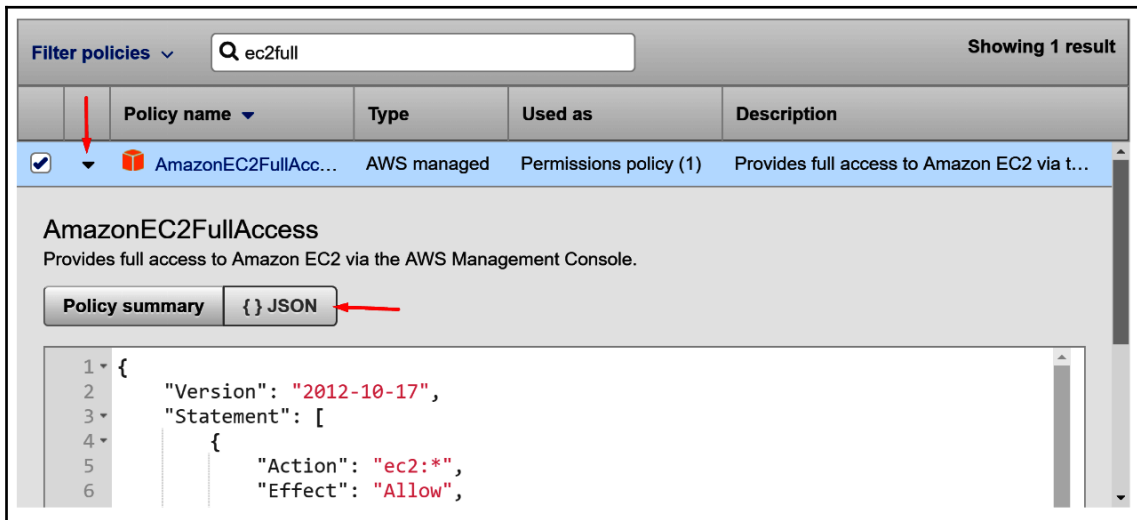 Filter policies ec2full Showing 1 result
Policy name Type Used as Description
AmazonEC2FullAcc... AWS managed Permissions policy (1) Provides full access to Amazon EC2 via t...
AmazonEC2FullAccess
Provides full access to Amazon EC2 via the AWS Management Console.
Policy summary { } JSON
1 {
2 "Version": "2012-10-17",
3 "Statement": [
4 {
5 "Action": "ec2:*",
6 "Effect": "Allow",